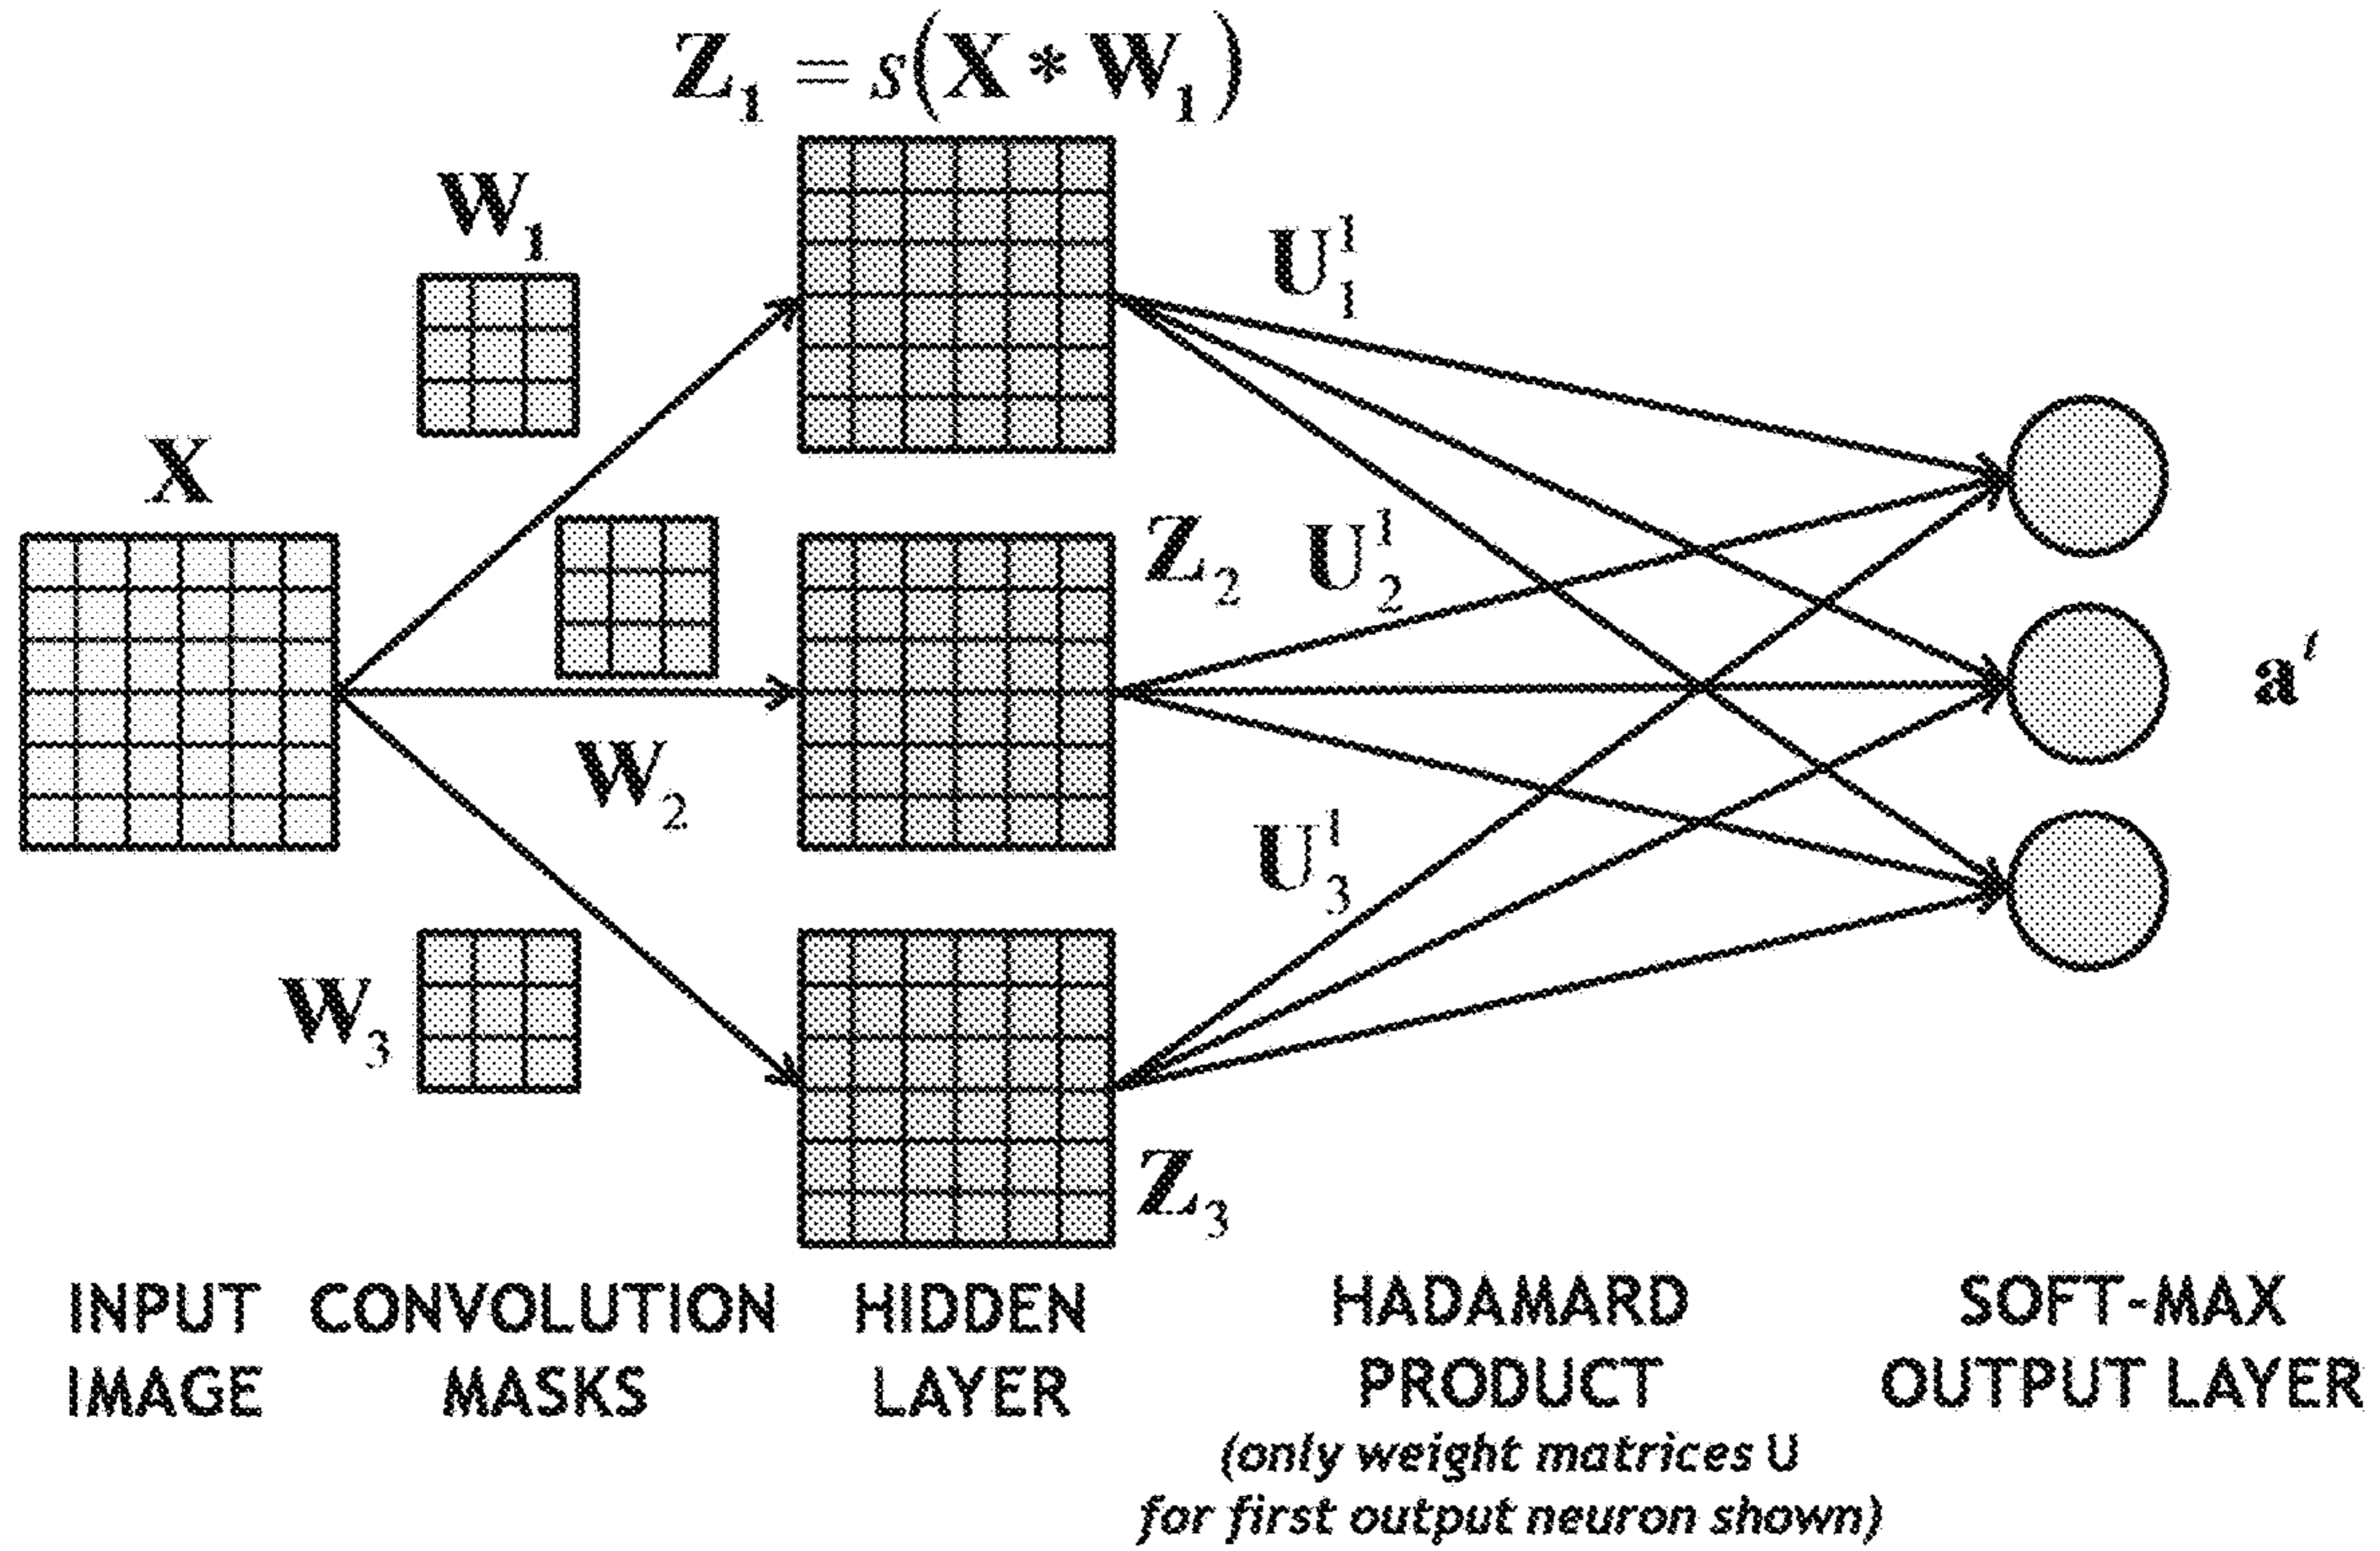 Z₁ = s(X * W₁)
W₁
U₁¹
X
Z₂
U₂¹
aᵗ
W₂
U₃¹
W₃
Z₃
INPUT IMAGE
CONVOLUTION MASKS
HIDDEN LAYER
HADAMARD PRODUCT
(only weight matrices U
for first output neuron shown)
SOFT-MAX OUTPUT LAYER